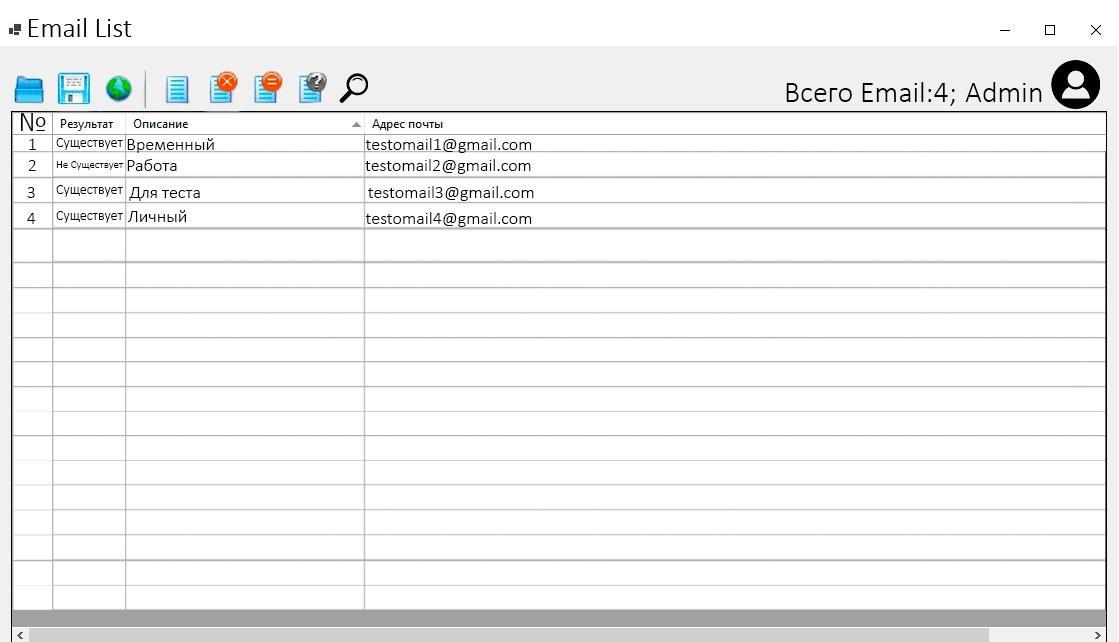 Email List
Всего Email:4; Admin
№ Результат Описание Адрес почты
1 Существует Временный testomail1@gmail.com
2 Не Существует Работа testomail2@gmail.com
3 Существует Для теста testomail3@gmail.com
4 Существует Личный testomail4@gmail.com